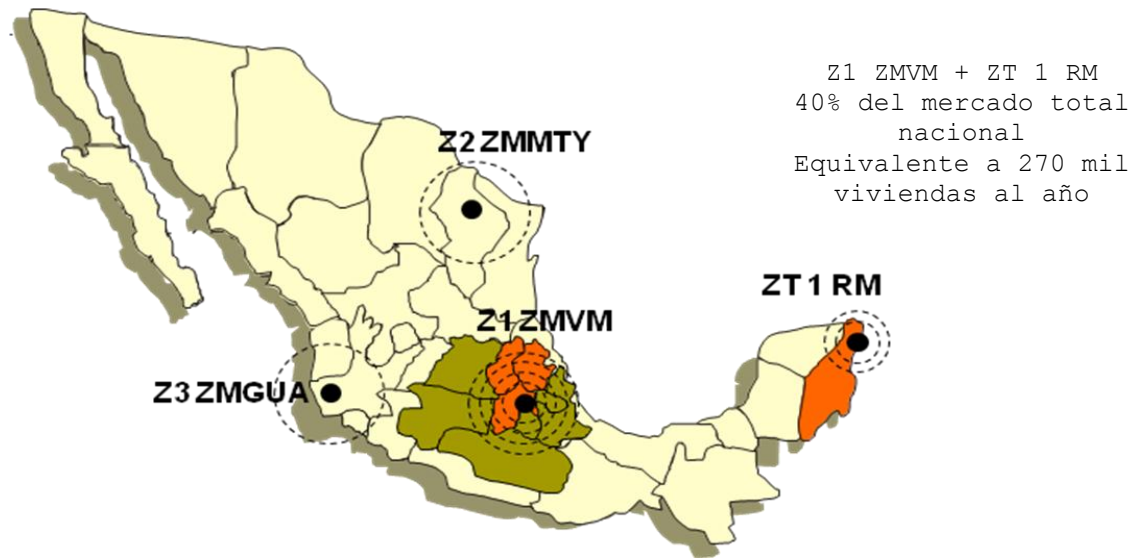 Z1 ZMVM + ZT 1 RM
40% del mercado total
nacional
Equivalente a 270 mil
viviendas al año
Z2 ZMMTY
ZT 1 RM
Z1 ZMVM
Z3 ZMGUA